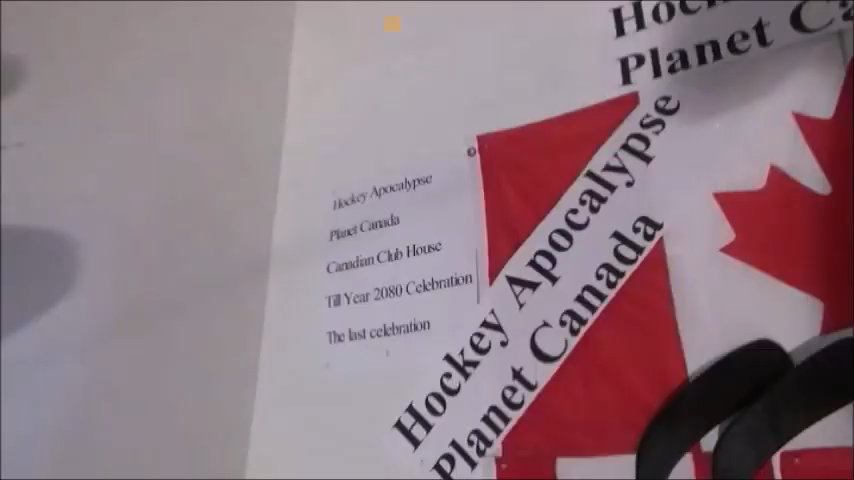 Hoc
Planet Ca
Hockey Apocalypse
Planet Canada
Canadian Club House
Till Year 2080 Celebration
The last celebration
Hockey Apocalypse
Planet Canada